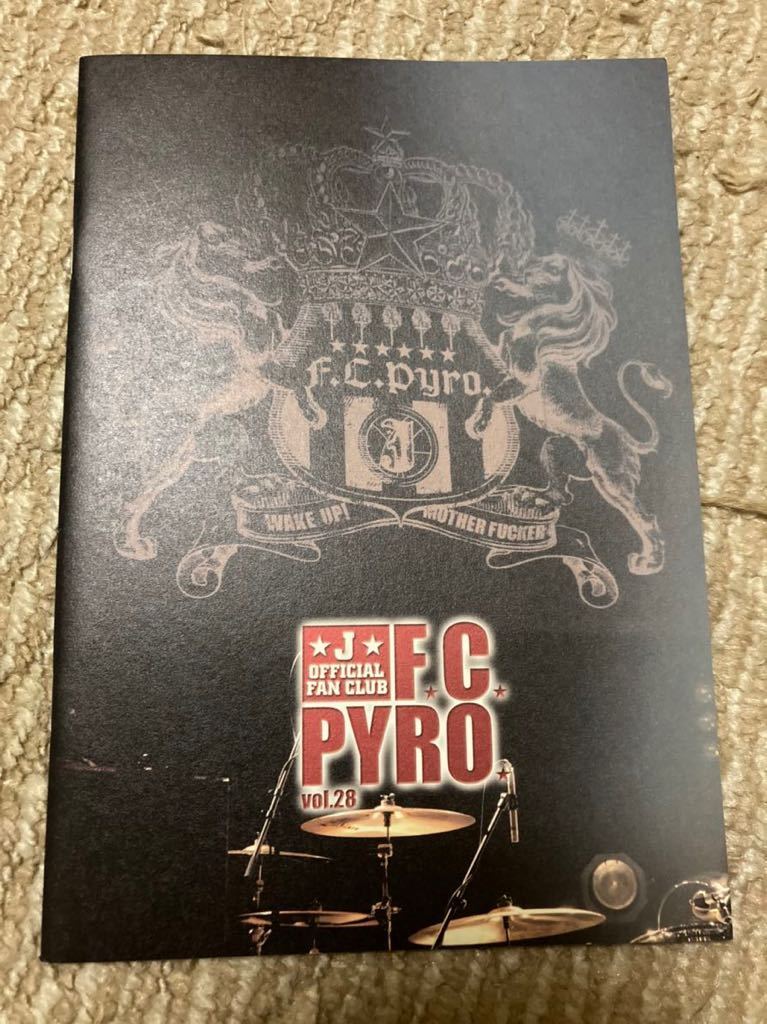 F.C.Pyro.
J
WAKE UP! MOTHER FUCKER
J
OFFICIAL
FAN CLUB
F.C.
PYRO.
vol.28